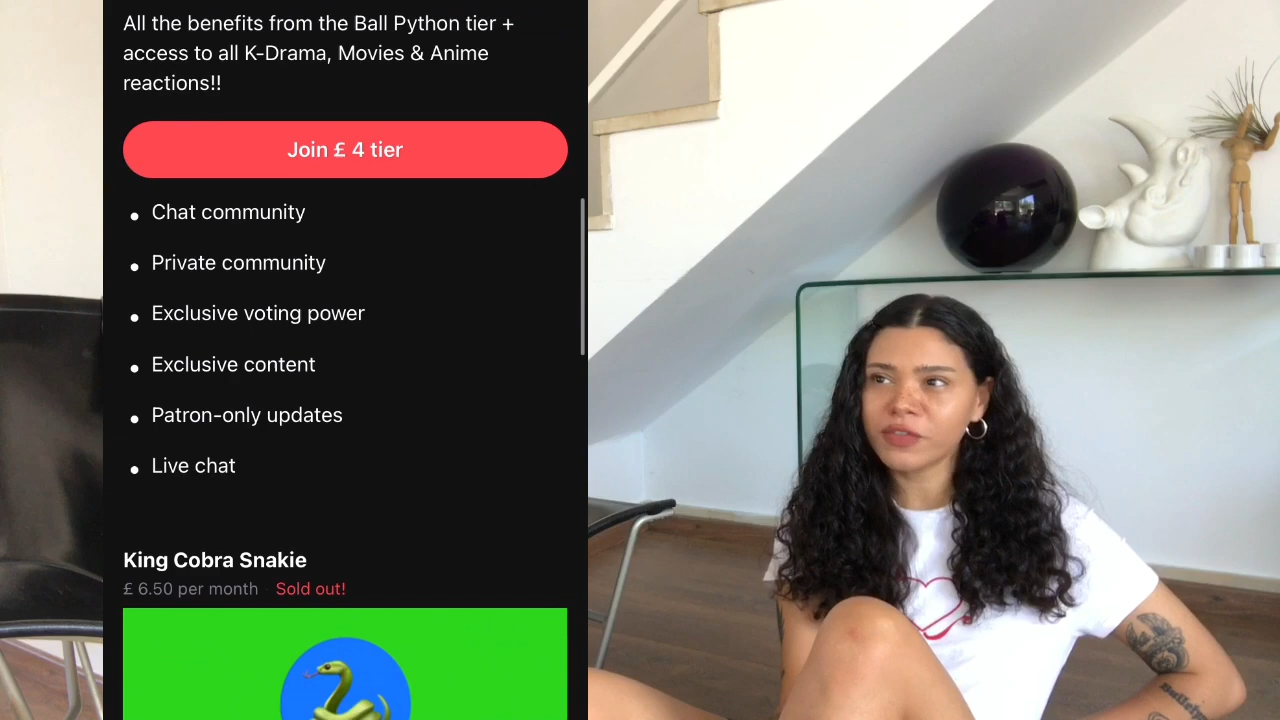 All the benefits from the Ball Python tier +
access to all K-Drama, Movies & Anime
reactions!!
Join £ 4 tier
• Chat community
• Private community
• Exclusive voting power
• Exclusive content
• Patron-only updates
• Live chat
King Cobra Snakie
£ 6.50 per month · Sold out!